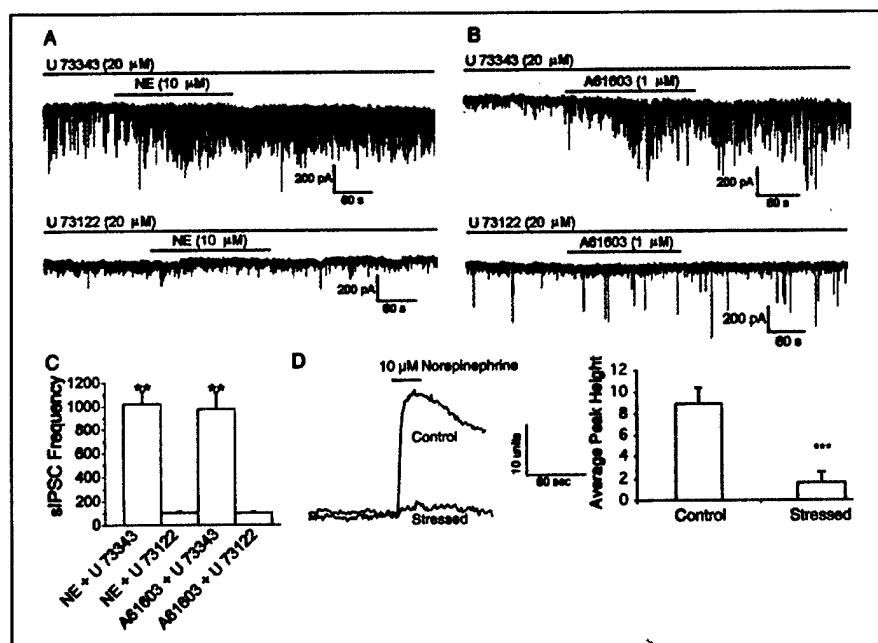 A
U 73343 (20 μM)
NE (10 μM)
200 pA
60 s
U 73122 (20 μM)
NE (10 μM)
200 pA
60 s
B
U 73343 (20 μM)
A61603 (1 μM)
200 pA
60 s
U 73122 (20 μM)
A61603 (1 μM)
200 pA
60 s
C
sIPSC Frequency
1200
1000
800
600
400
200
0
**
**
NE + U 73343
NE + U 73122
A61603 + U 73343
A61603 + U 73122
D
10 μM Norspinephrine
Control
Stressed
10 units
60 sec
Average Peak Height
12
10
8
6
4
2
0
***
Control
Stressed